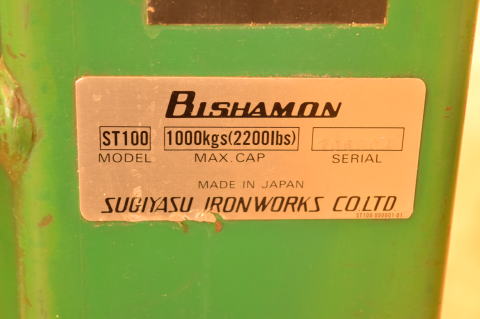 BISHAMON
ST100 1000kgs(2200lbs)
MODEL MAX.CAP SERIAL
MADE IN JAPAN
SUGIYASU IRONWORKS CO LTD